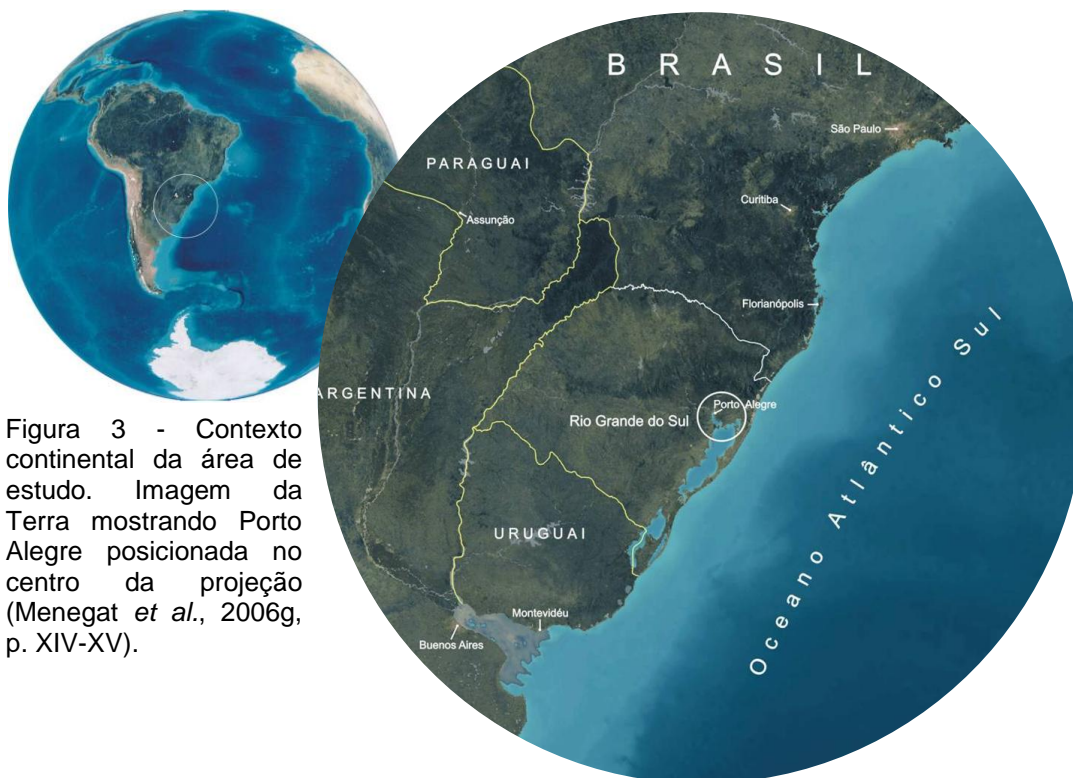 B R A S I L
São Paulo
PARAGUAI
Curitiba
Assunção
Florianópolis
ARGENTINA
Porto Alegre
Rio Grande do Sul
Oceano Atlântico Sul
URUGUAI
Montevidéu
Buenos Aires
Figura 3 - Contexto
continental da área de
estudo. Imagem da
Terra mostrando Porto
Alegre posicionada no
centro da projeção
(Menegat et al., 2006g,
p. XIV-XV).